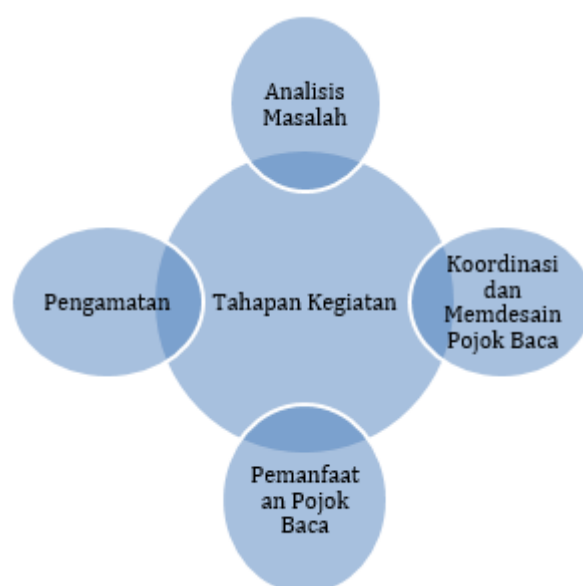 Analisis
Masalah
Pengamatan
Tahapan Kegiatan
Koordinasi
dan
Memdesain
Pojok Baca
Pemanfaat
an Pojok
Baca